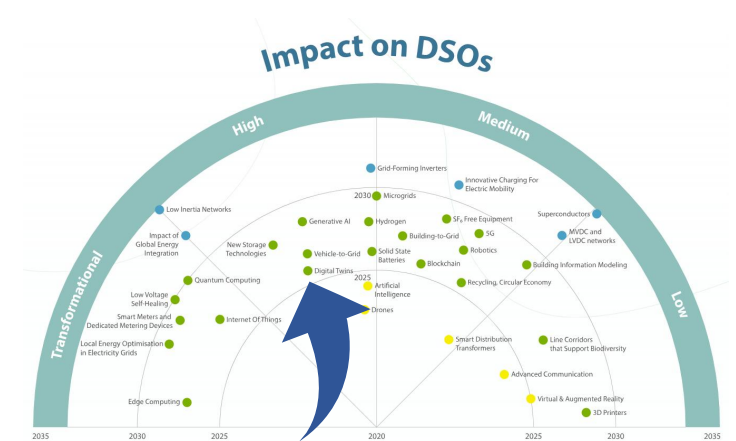 Impact on DSOs
High
Medium
Transformational
Low
Grid-Forming Inverters
Innovative Charging For
Electric Mobility
2030
Microgrids
Low Inertia Networks
Superconductors
Generative AI
Hydrogen
SF₆ Free Equipment
Impact of
Global Energy
Integration
Building-to-Grid
5G
MVDC and
LVDC networks
New Storage
Technologies
Vehicle-to-Grid
Solid State
Batteries
Robotics
Digital Twins
Blockchain
Building Information Modeling
2025
Quantum Computing
Artificial
Intelligence
Recycling, Circular Economy
Low Voltage
Self-Healing
Drones
Smart Meters and
Dedicated Metering Devices
Internet Of Things
Local Energy Optimisation
in Electricity Grids
Smart Distribution
Transformers
Line Corridors
that Support Biodiversity
Advanced Communication
Edge Computing
Virtual & Augmented Reality
3D Printers
2035
2030
2025
2020
2025
2030
2035